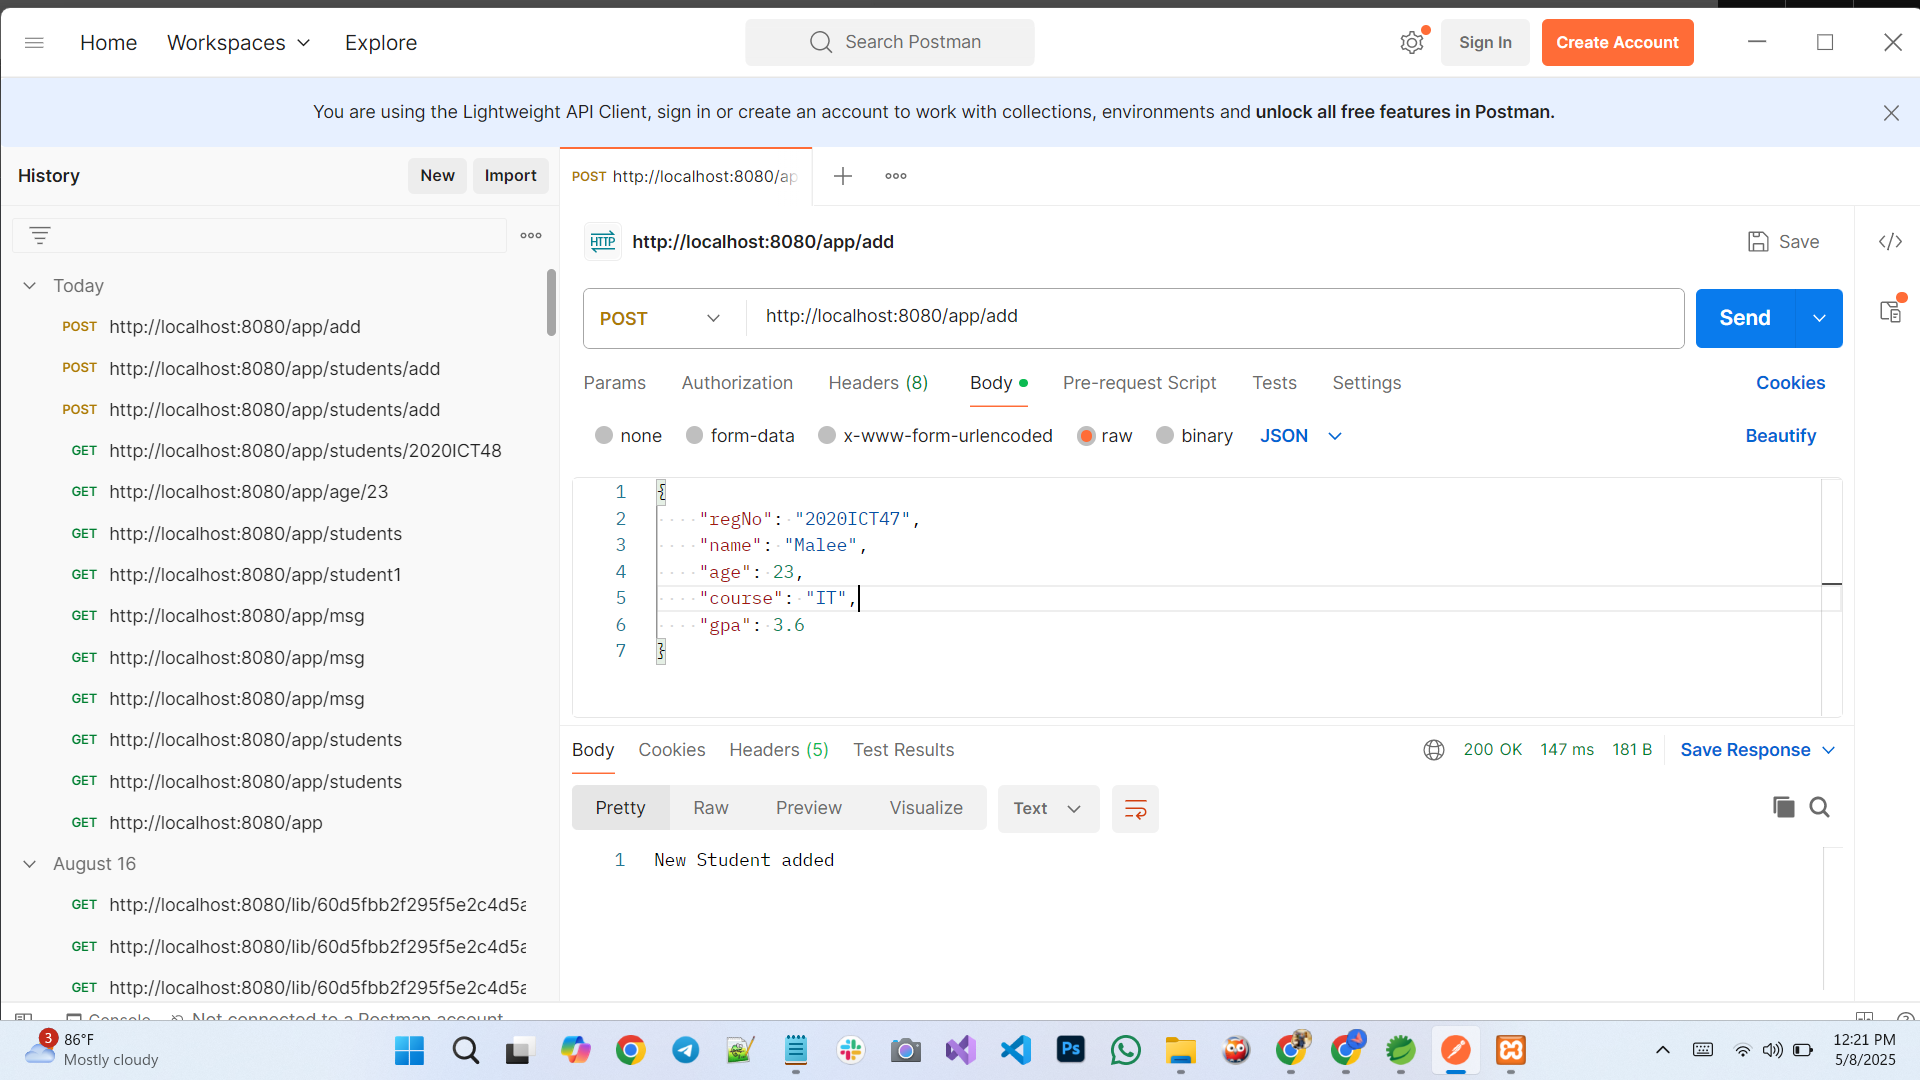 Home
Workspaces
Explore
Search Postman
Sign In
Create Account
You are using the Lightweight API Client, sign in or create an account to work with collections, environments and unlock all free features in Postman.
History
New
Import
POST http://localhost:8080/ap
HTTP
http://localhost:8080/app/add
Save
Today
POST http://localhost:8080/app/add
POST http://localhost:8080/app/students/add
POST http://localhost:8080/app/students/add
GET http://localhost:8080/app/students/2020ICT48
GET http://localhost:8080/app/age/23
GET http://localhost:8080/app/students
GET http://localhost:8080/app/student1
GET http://localhost:8080/app/msg
GET http://localhost:8080/app/msg
GET http://localhost:8080/app/msg
GET http://localhost:8080/app/students
GET http://localhost:8080/app/students
GET http://localhost:8080/app
August 16
GET http://localhost:8080/lib/60d5fbb2f295f5e2c4d5a
GET http://localhost:8080/lib/60d5fbb2f295f5e2c4d5a
GET http://localhost:8080/lib/60d5fbb2f295f5e2c4d5a
POST
http://localhost:8080/app/add
Send
Params
Authorization
Headers (8)
Body
Pre-request Script
Tests
Settings
Cookies
none
form-data
x-www-form-urlencoded
raw
binary
JSON
Beautify
1 {
2 "regNo": "2020ICT47",
3 "name": "Malee",
4 "age": 23,
5 "course": "IT",
6 "gpa": 3.6
7 }
Body
Cookies
Headers (5)
Test Results
200 OK
147 ms
181 B
Save Response
Pretty
Raw
Preview
Visualize
Text
1 New Student added
Console
Not connected to a Postman account
3
86°F
Mostly cloudy
Ps
12:21 PM
5/8/2025